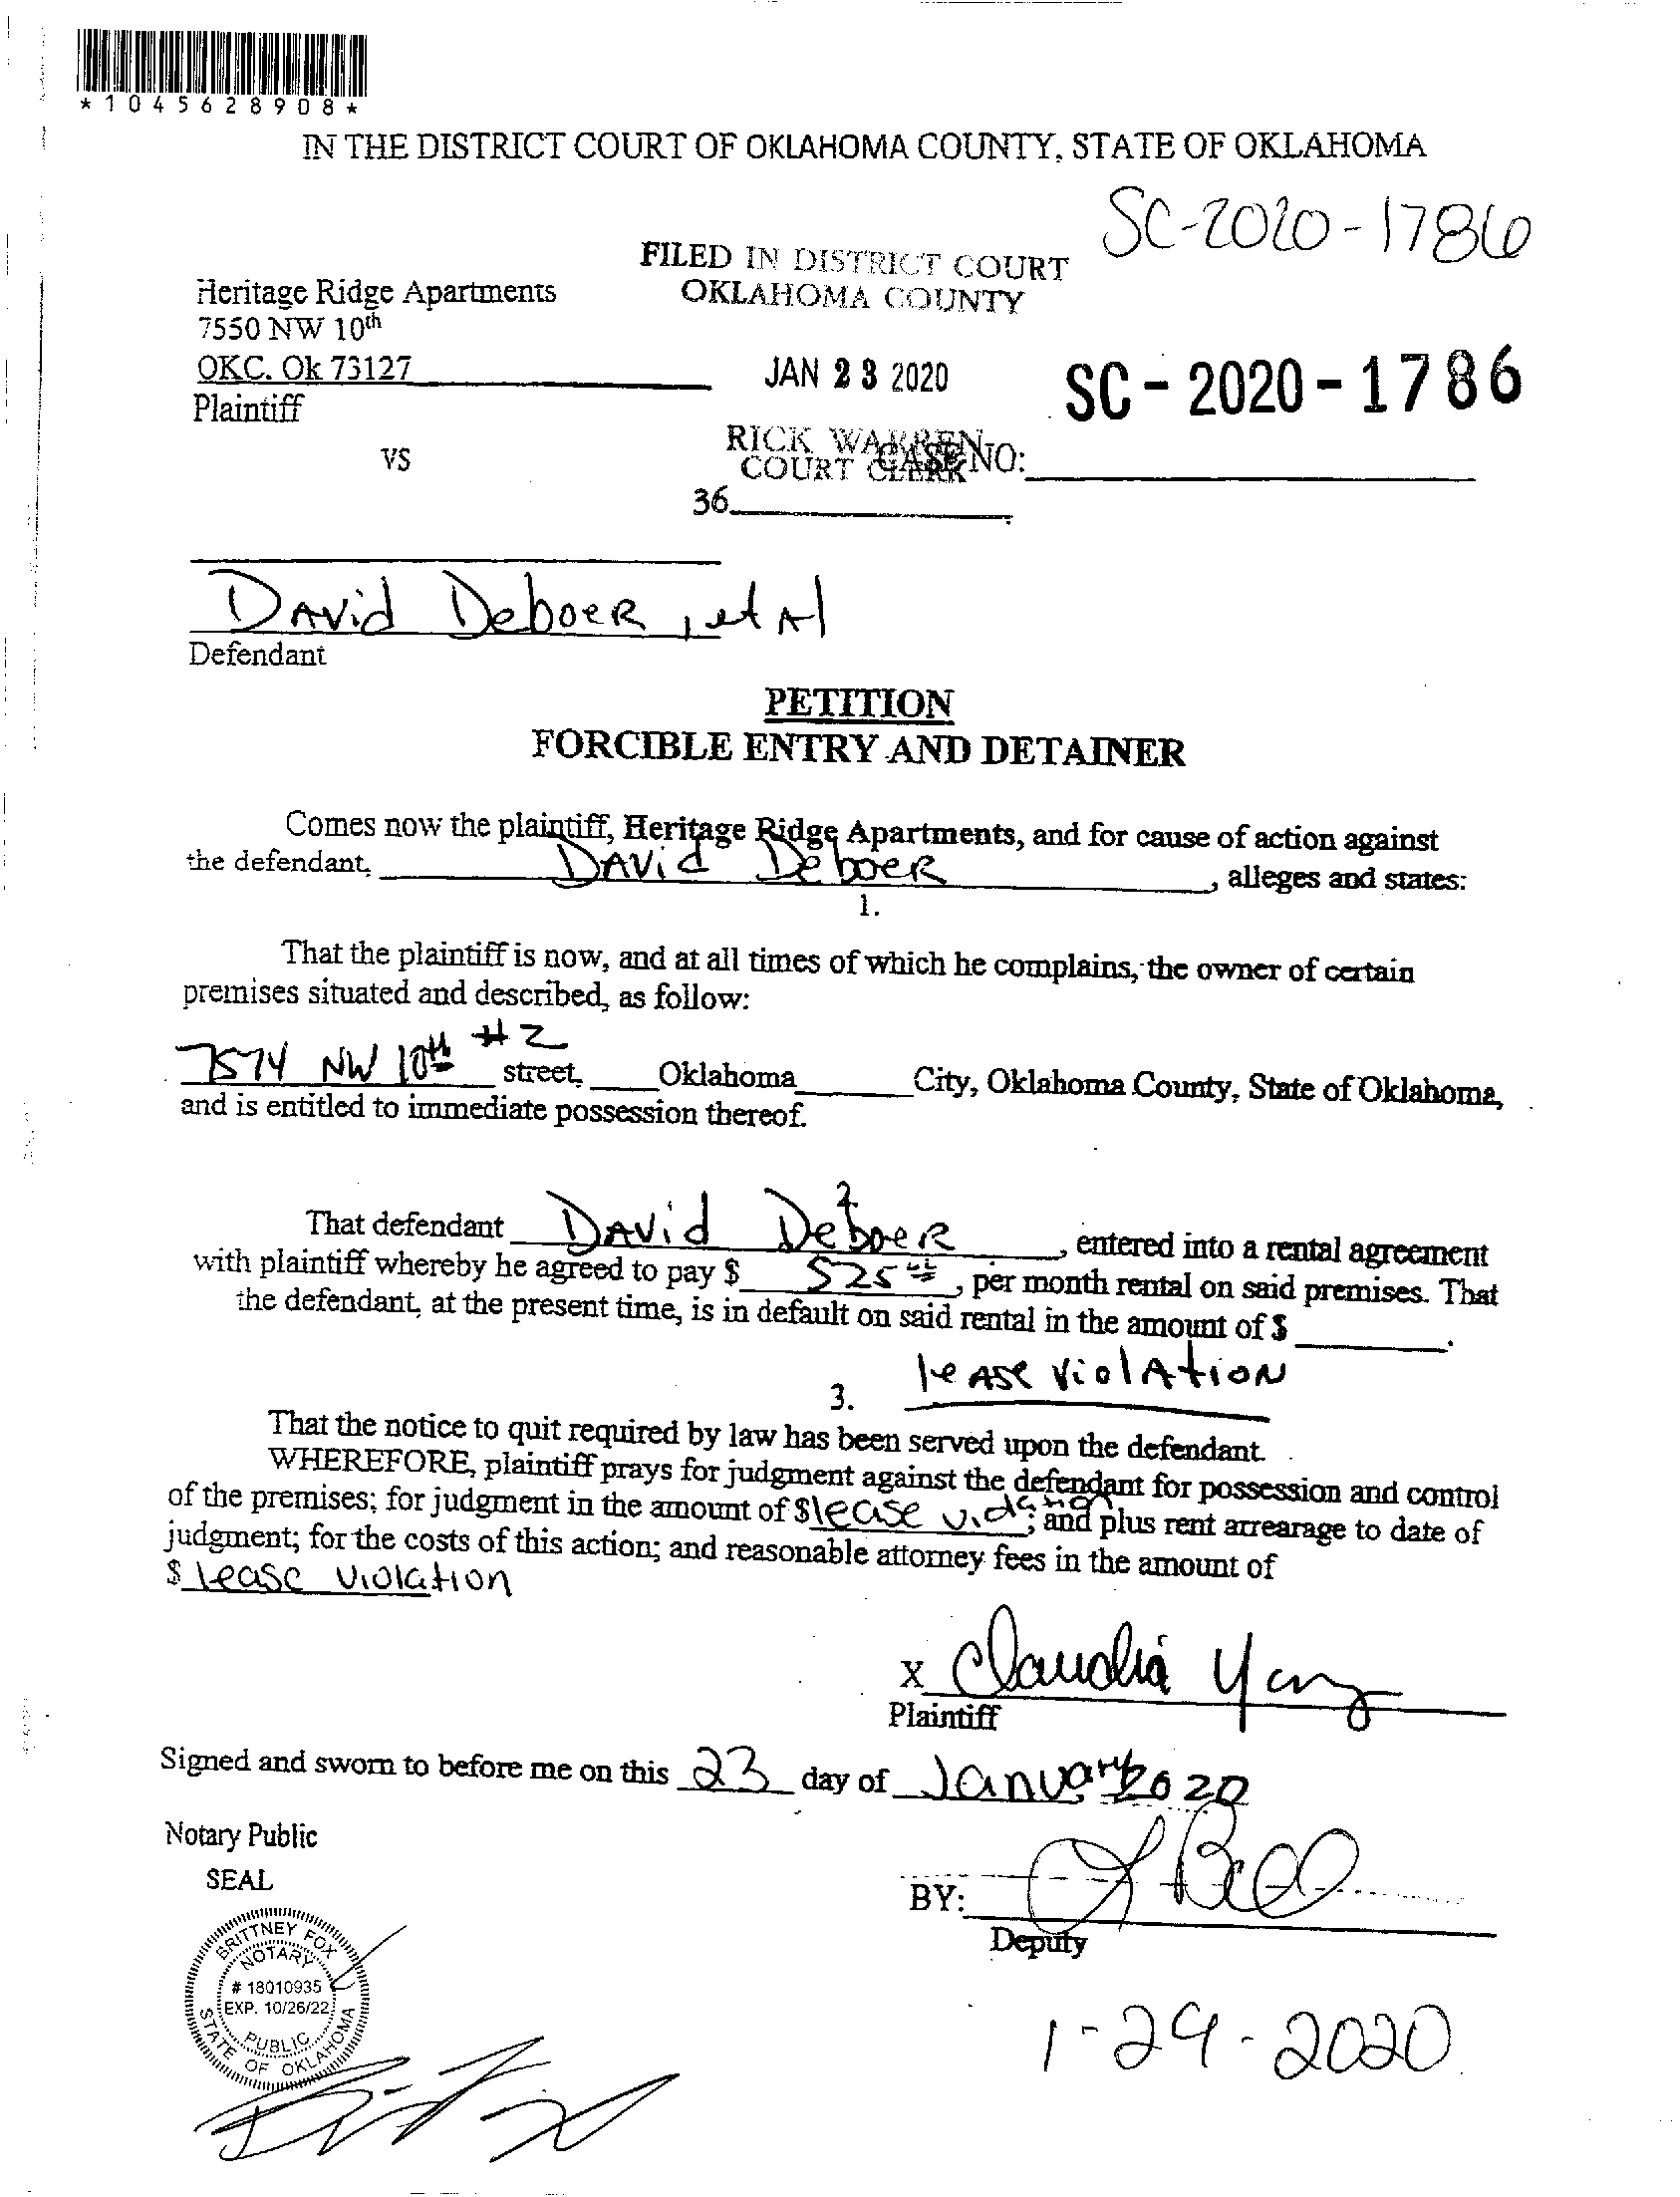 *1045628908*
IN THE DISTRICT COURT OF OKLAHOMA COUNTY, STATE OF OKLAHOMA
SC-2020-1786
FILED IN DISTRICT COURT
OKLAHOMA COUNTY
Heritage Ridge Apartments
7550 NW 10th
OKC. Ok 73127
Plaintiff
JAN 23 2020
SC-2020-1786
RICK WARREN
COURT CLERK
CASE NO:
vs
36
David Deboer, et Al
Defendant
PETITION
FORCIBLE ENTRY AND DETAINER
Comes now the plaintiff, Heritage Ridge Apartments, and for cause of action against
the defendant, David Deboer, alleges and states:
1.
That the plaintiff is now, and at all times of which he complains, the owner of certain
premises situated and described, as follow:
7574 NW 10th #2 street, Oklahoma City, Oklahoma County, State of Oklahoma,
and is entitled to immediate possession thereof.
2
That defendant David Deboer, entered into a rental agreement
with plaintiff whereby he agreed to pay $ 525, per month rental on said premises. That
the defendant, at the present time, is in default on said rental in the amount of $ .
lease violation
3.
That the notice to quit required by law has been served upon the defendant.
WHEREFORE, plaintiff prays for judgment against the defendant for possession and control
of the premises; for judgment in the amount of $lease violation; and plus rent arrearage to date of
judgment; for the costs of this action; and reasonable attorney fees in the amount of
$ lease violation
X Claudia
Plaintiff
Signed and sworn to before me on this 23 day of January 2020
Notary Public
SEAL
BY:
Deputy
BRITTNEY FOX
NOTARY
# 18010935
EXP. 10/26/22
PUBLIC
STATE OF OKLAHOMA
1-29-2020